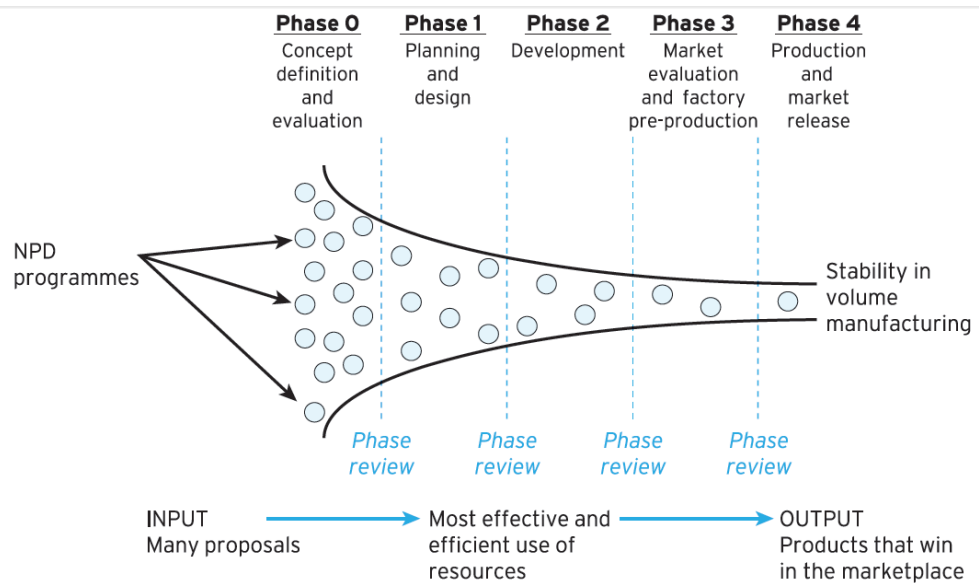 Phase 0
Concept
definition
and
evaluation
Phase 1
Planning
and
design
Phase 2
Development
Phase 3
Market
evaluation
and factory
pre-production
Phase 4
Production
and
market
release
NPD
programmes
Stability in
volume
manufacturing
Phase
review
Phase
review
Phase
review
Phase
review
INPUT
Many proposals
Most effective and
efficient use of
resources
OUTPUT
Products that win
in the marketplace